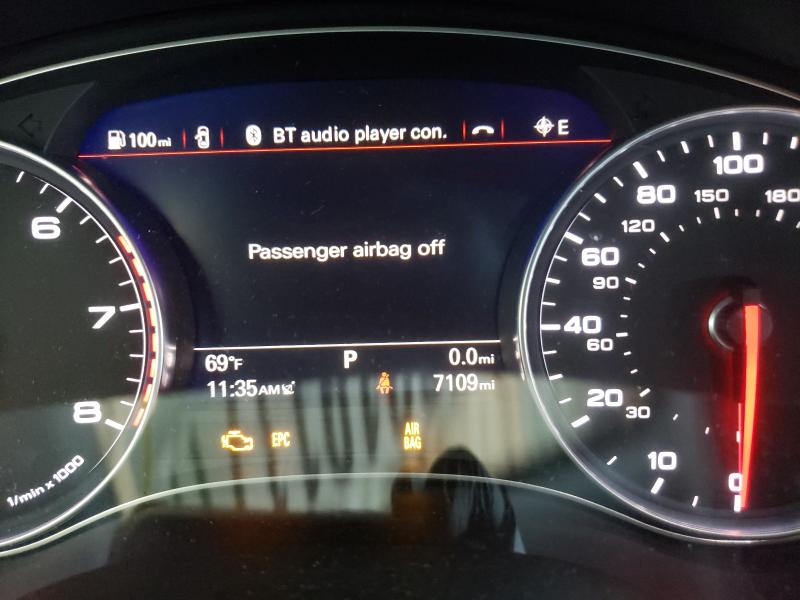 100mi BT audio player con. E
Passenger airbag off
69°F P 0.0mi
11:35AM 7109mi
EPC AIR
BAG
6
7
8
1/min x 1000
100
80
60
40
20
10
0
180
150
120
90
60
30